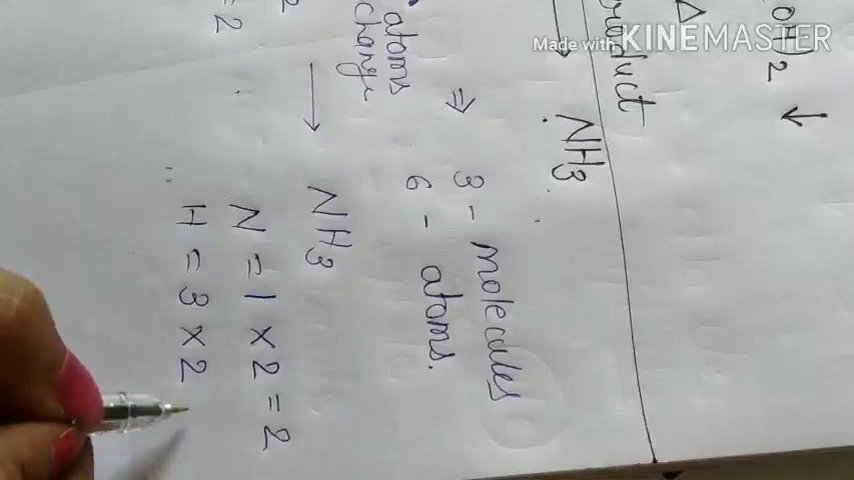 Made with KINEMASTER
OH)2 ↓
Δ
product
→ NH3
⇒ 3 - molecules
6 - atoms.
atoms
change
→ NH3
2 N = 1 × 2 = 2
= 2 H = 3 × 2